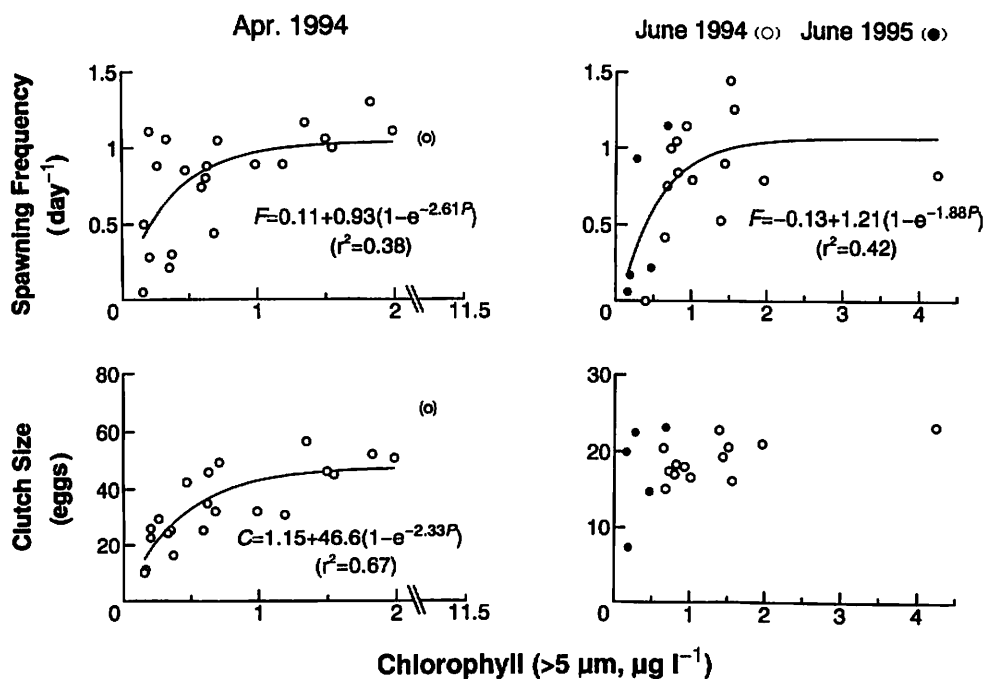 Apr. 1994
June 1994 (○) June 1995 (●)
Spawning Frequency
(day⁻¹)
1.5
1
0.5
0
0
1
2
11.5
(○)
F=0.11+0.93(1-e⁻²·⁶¹ᴾ)
(r²=0.38)
1.5
1
0.5
0
0
1
2
3
4
F=−0.13+1.21(1-e⁻¹·⁸⁸ᴾ)
(r²=0.42)
Clutch Size
(eggs)
80
60
40
20
0
1
2
11.5
(○)
C=1.15+46.6(1-e⁻²·³³ᴾ)
(r²=0.67)
30
20
10
0
0
1
2
3
4
Chlorophyll (>5 μm, μg l⁻¹)